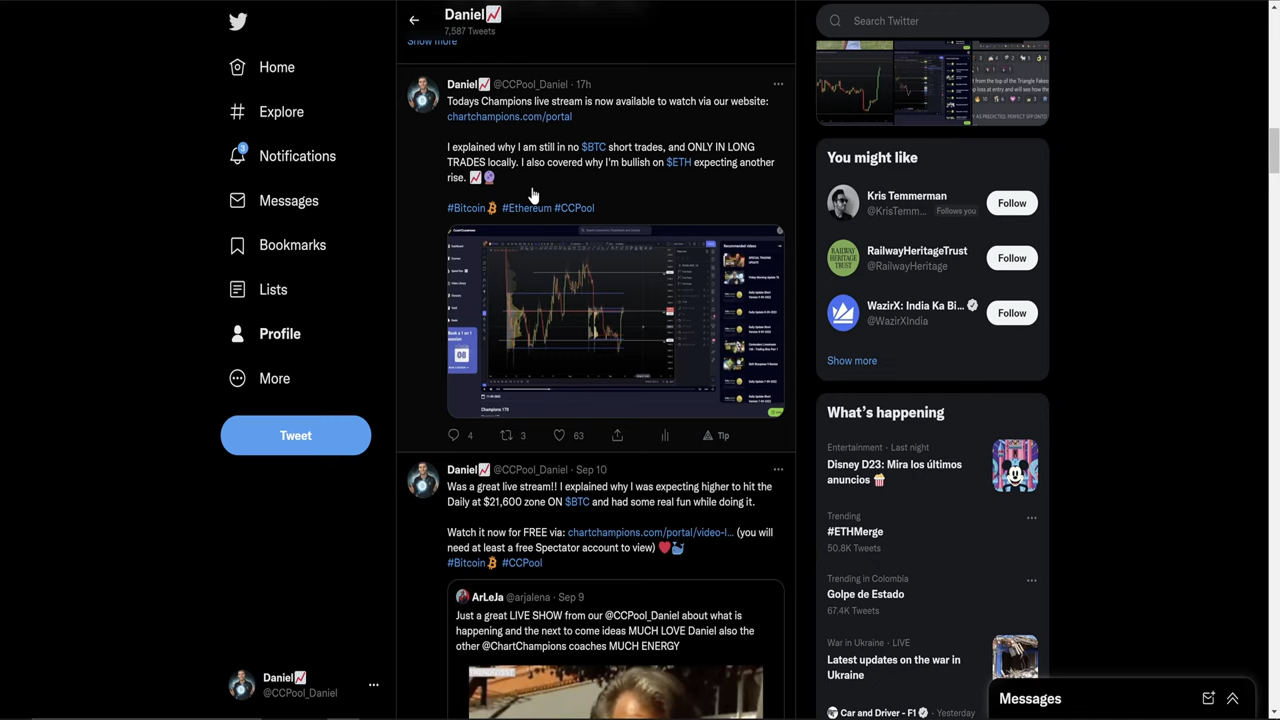 Home
Explore
Notifications
3
Messages
Bookmarks
Lists
Profile
More
Tweet
Daniel
@CCPool_Daniel
Daniel
7,587 Tweets
Show more
Daniel @CCPool_Daniel · 17h
Todays Champions live stream is now available to watch via our website:
chartchampions.com/portal
I explained why I am still in no $BTC short trades, and ONLY IN LONG
TRADES locally. I also covered why I'm bullish on $ETH expecting another
rise.
#Bitcoin #Ethereum #CCPool
Recommended videos
Champions 173
4
3
63
Tip
Daniel @CCPool_Daniel · Sep 10
Was a great live stream!! I explained why I was expecting higher to hit the
Daily at $21,600 zone ON $BTC and had some real fun while doing it.
Watch it now for FREE via: chartchampions.com/portal/video-l... (you will
need at least a free Spectator account to view)
#Bitcoin #CCPool
ArLeJa @arjalena · Sep 9
Just a great LIVE SHOW from our @CCPool_Daniel about what is
happening and the next to come ideas MUCH LOVE Daniel also the
other @ChartChampions coaches MUCH ENERGY
Search Twitter
You might like
Kris Temmerman
@KrisTemm... Follows you
Follow
RailwayHeritageTrust
@RailwayHeritage
Follow
WazirX: India Ka Bi...
@WazirXIndia
Follow
Show more
What's happening
Entertainment · Last night
Disney D23: Mira los últimos
anuncios
Trending
#ETHMerge
50.8K Tweets
Trending in Colombia
Golpe de Estado
67.4K Tweets
War in Ukraine · LIVE
Latest updates on the war in
Ukraine
Car and Driver - F1 · Yesterday
Messages